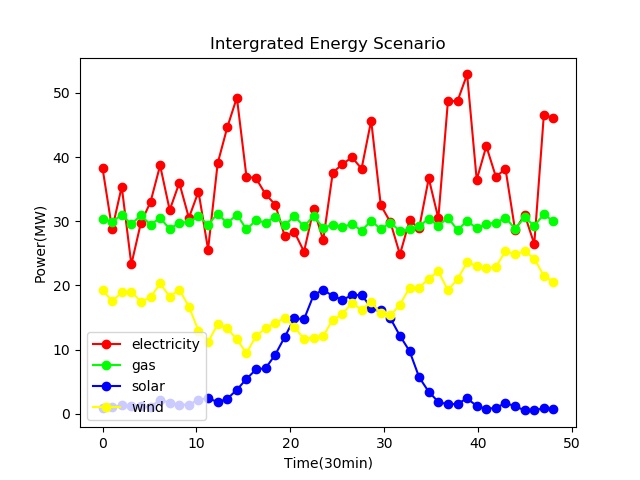 Intergrated Energy Scenario
Power(MW)
50
40
30
20
10
0
electricity
gas
solar
wind
0 10 20 30 40 50
Time(30min)